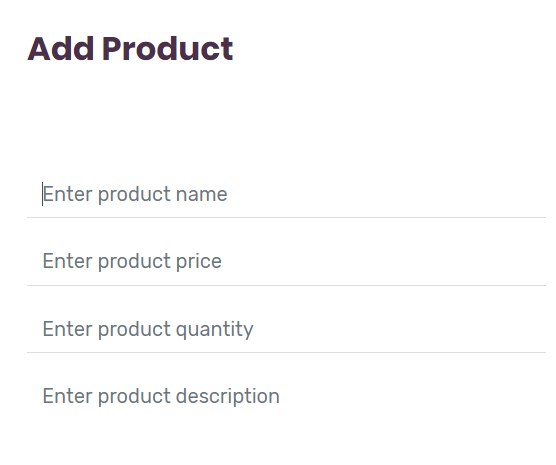 Add Product
Enter product name
Enter product price
Enter product quantity
Enter product description